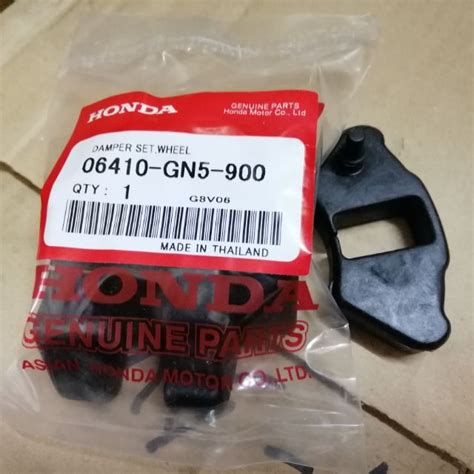 HONDA
GENUINE PARTS
Honda Motor Co., Ltd
DAMPER SET,WHEEL
06410-GN5-900
QTY : 1
GSV06
MADE IN THAILAND
HONDA
GENUINE PARTS
ASIAN HONDA MOTOR CO.,LTD.